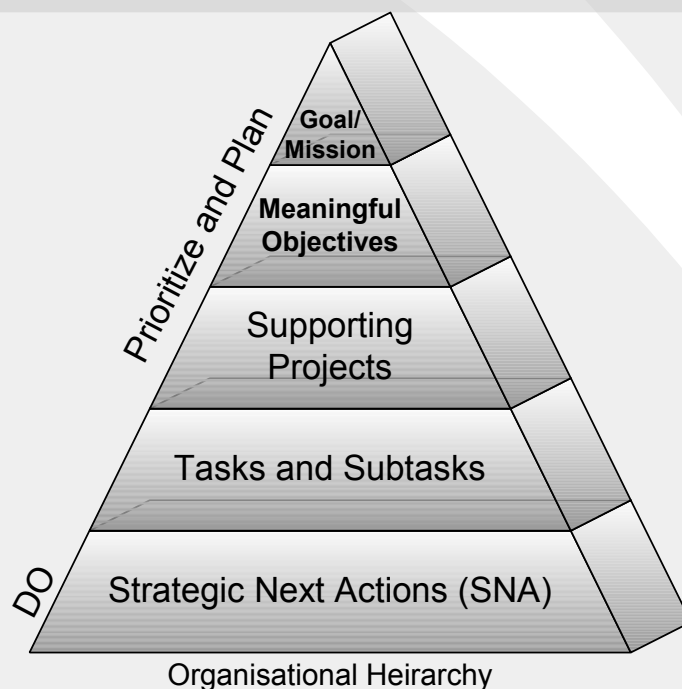 Prioritize and Plan
Goal/
Mission
Meaningful
Objectives
Supporting
Projects
Tasks and Subtasks
DO
Strategic Next Actions (SNA)
Organisational Heirarchy